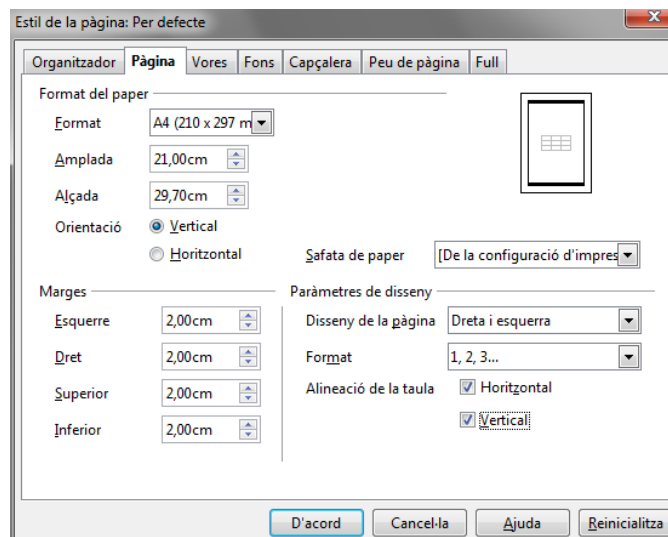 Estil de la pàgina: Per defecte
Organitzador Pàgina Vores Fons Capçalera Peu de pàgina Full
Format del paper
Format A4 (210 x 297 m
Amplada 21,00cm
Alçada 29,70cm
Orientació Vertical
Horitzontal Safata de paper [De la configuració d'impres
Marges Paràmetres de disseny
Esquerre 2,00cm Disseny de la pàgina Dreta i esquerra
Dret 2,00cm Format 1, 2, 3...
Superior 2,00cm Alineació de la taula Horitzontal
Inferior 2,00cm Vertical
D'acord Cancel·la Ajuda Reinicialitza